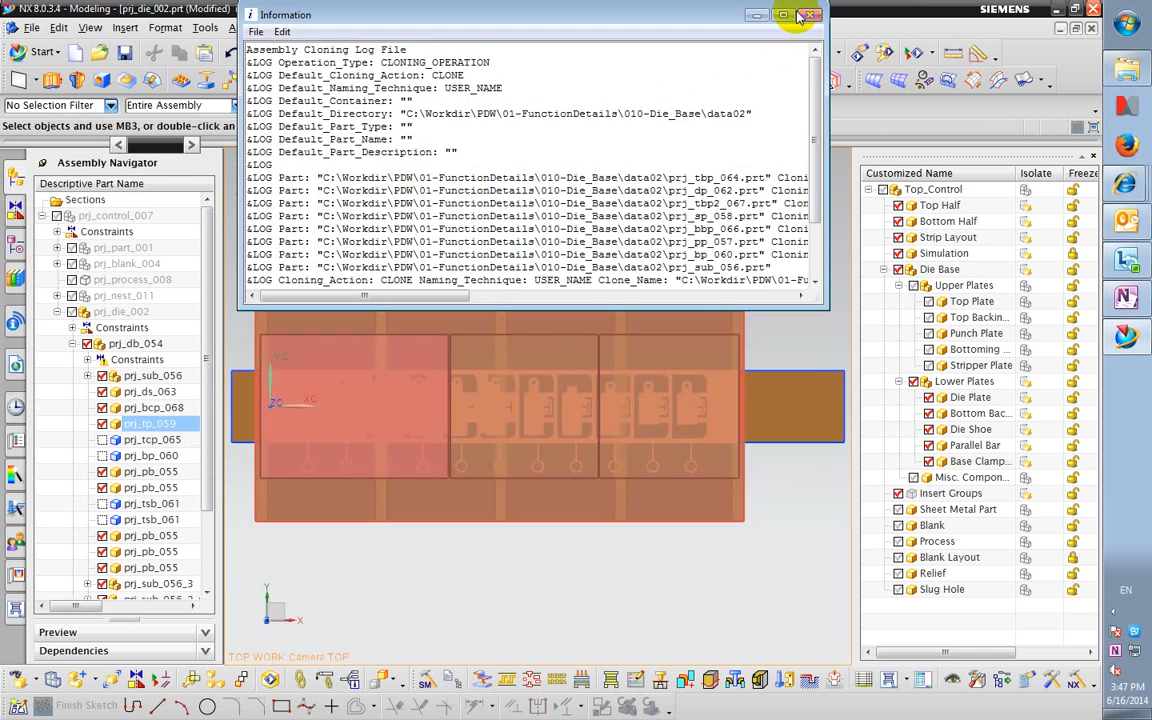 NX 8.0.3.4 - Modeling - [prj_die_002.prt (Modified)
SIEMENS
File Edit View Insert Format Tools
Start
No Selection Filter
Entire Assembly
Select objects and use MB3, or double-click an
Information
File Edit
Assembly Cloning Log File
&LOG Operation_Type: CLONING_OPERATION
&LOG Default_Cloning_Action: CLONE
&LOG Default_Naming_Technique: USER_NAME
&LOG Default_Container: ""
&LOG Default_Directory: "C:\Workdir\PDW\01-FunctionDetails\010-Die_Base\data02"
&LOG Default_Part_Type: ""
&LOG Default_Part_Name: ""
&LOG Default_Part_Description: ""
&LOG
&LOG Part: "C:\Workdir\PDW\01-FunctionDetails\010-Die_Base\data02\prj_tbp_064.prt" Cloni
&LOG Part: "C:\Workdir\PDW\01-FunctionDetails\010-Die_Base\data02\prj_dp_062.prt" Clonin
&LOG Part: "C:\Workdir\PDW\01-FunctionDetails\010-Die_Base\data02\prj_tbp2_067.prt" Clon
&LOG Part: "C:\Workdir\PDW\01-FunctionDetails\010-Die_Base\data02\prj_sp_058.prt" Clonin
&LOG Part: "C:\Workdir\PDW\01-FunctionDetails\010-Die_Base\data02\prj_bbp_066.prt" Cloni
&LOG Part: "C:\Workdir\PDW\01-FunctionDetails\010-Die_Base\data02\prj_pp_057.prt" Clonin
&LOG Part: "C:\Workdir\PDW\01-FunctionDetails\010-Die_Base\data02\prj_bp_060.prt" Clonin
&LOG Part: "C:\Workdir\PDW\01-FunctionDetails\010-Die_Base\data02\prj_sub_056.prt"
&LOG Cloning_Action: CLONE Naming_Technique: USER_NAME Clone_Name: "C:\Workdir\PDW\01-Fu
Assembly Navigator
Descriptive Part Name
Sections
prj_control_007
Constraints
prj_part_001
prj_blank_004
prj_process_008
prj_nest_011
prj_die_002
Constraints
prj_db_054
Constraints
prj_sub_056
prj_ds_063
prj_bcp_068
prj_tp_059
prj_tcp_065
prj_bp_060
prj_pb_055
prj_pb_055
prj_tsb_061
prj_tsb_061
prj_pb_055
prj_pb_055
prj_pb_055
prj_sub_056_3
Preview
Dependencies
YC
XC
ZC
Y
X
TOP WORK Camera TOP
Customized Name Isolate Freeze
Top_Control
Top Half
Bottom Half
Strip Layout
Simulation
Die Base
Upper Plates
Top Plate
Top Backin...
Punch Plate
Bottoming ...
Stripper Plate
Lower Plates
Die Plate
Bottom Bac...
Die Shoe
Parallel Bar
Base Clamp...
Misc. Compon...
Insert Groups
Sheet Metal Part
Blank
Process
Blank Layout
Relief
Slug Hole
Finish Sketch
EN
3:47 PM
6/16/2014